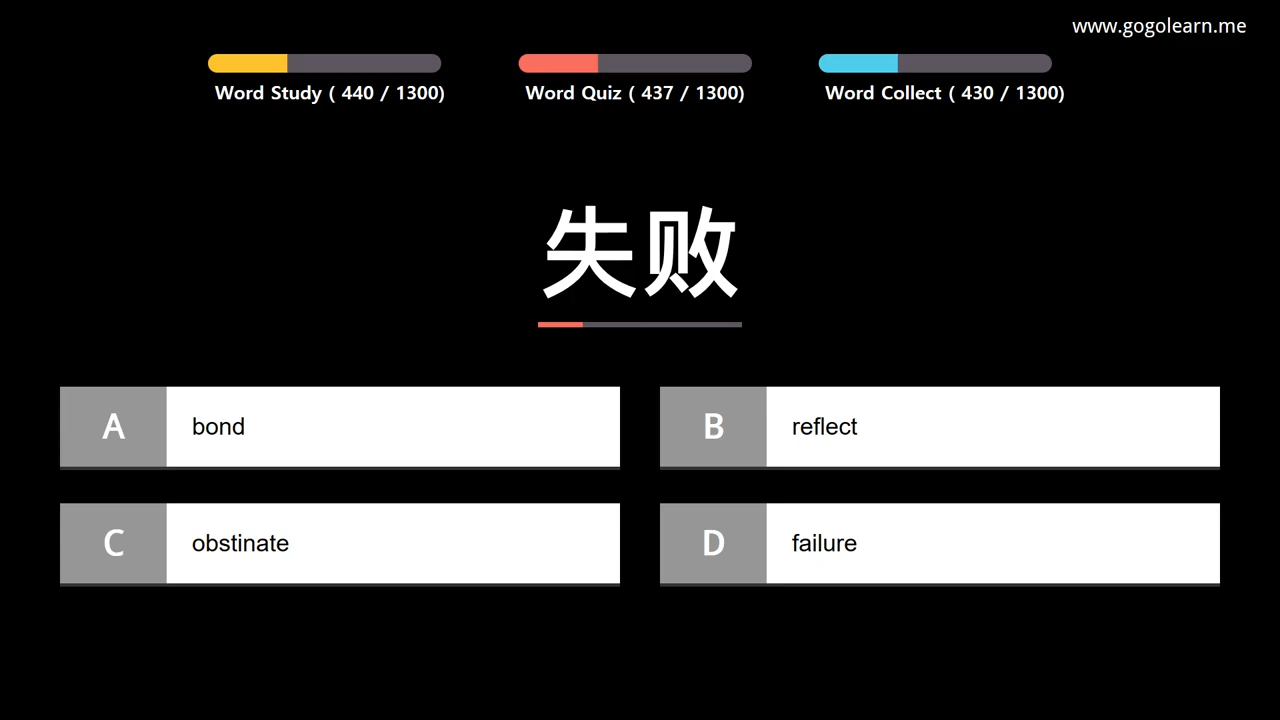 www.gogolearn.me
Word Study ( 440 / 1300)
Word Quiz ( 437 / 1300)
Word Collect ( 430 / 1300)
失败
A bond
B reflect
C obstinate
D failure